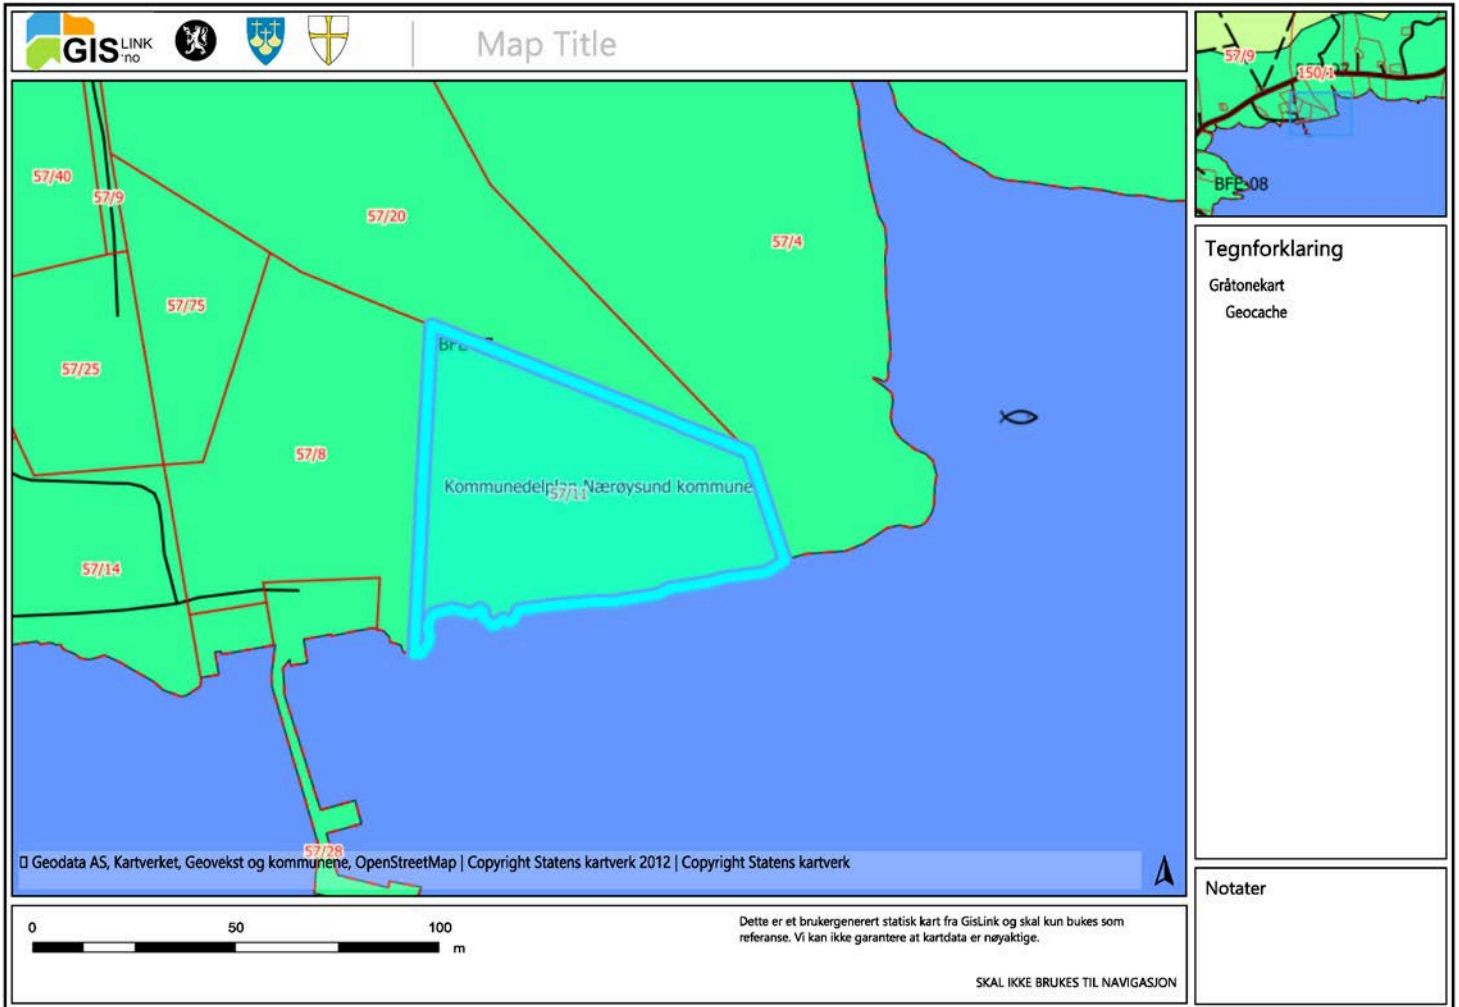 GIS LINK .no
Map Title
57/40
57/9
57/20
57/4
57/75
57/25
57/8
Kommunedelplan Nærøysund kommune
57/11
57/14
57/28
Geodata AS, Kartverket, Geovekst og kommunene, OpenStreetMap | Copyright Statens kartverk 2012 | Copyright Statens kartverk
0 50 100
m
Dette er et brukergenerert statisk kart fra GisLink og skal kun bukes som
referanse. Vi kan ikke garantere at kartdata er nøyaktige.
SKAL IKKE BRUKES TIL NAVIGASJON
57/9
150/1
BFE-08
Tegnforklaring
Gråtonekart
Geocache
Notater